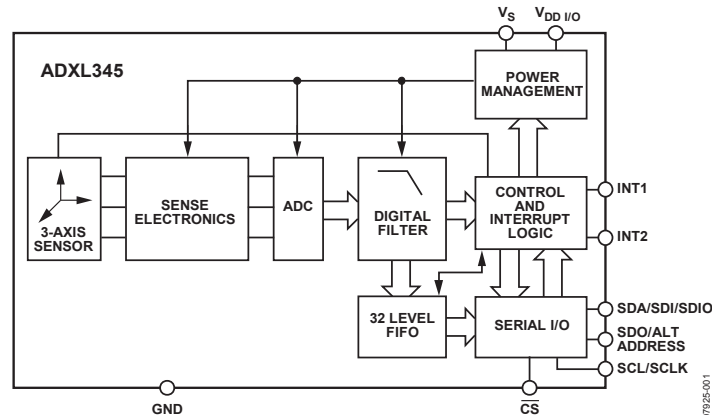 VS
VDD I/O
ADXL345
POWER
MANAGEMENT
3-AXIS
SENSOR
SENSE
ELECTRONICS
ADC
DIGITAL
FILTER
CONTROL
AND
INTERRUPT
LOGIC
INT1
INT2
32 LEVEL
FIFO
SERIAL I/O
SDA/SDI/SDIO
SDO/ALT
ADDRESS
SCL/SCLK
GND
CS
07925-001